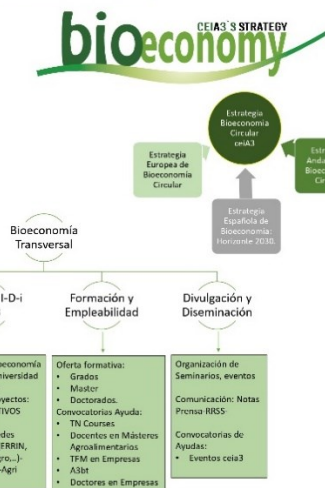 CEIA3`S STRATEGY
bioeconomy
Estrategia
Bioeconomía
Circular
ceiA3
Estrategia
Europea de
Bioeconomía
Circular
Estrategia
Española de
Bioeconomia:
Horizonte 2030.
Bioeconomía
Transversal
I-D-i
Formación y
Empleabilidad
Divulgación y
Diseminación
Oferta formativa:
• Grados
• Master
• Doctorados.
Convocatorias Ayuda:
• TN Courses
• Docentes en Másteres
Agroalimentarios
• TFM en Empresas
• A3bt
• Doctores en Empresas
Organización de
Seminarios, eventos
Comunicación: Notas
Prensa-RRSS-
Convocatorias de
Ayudas:
• Eventos ceia3